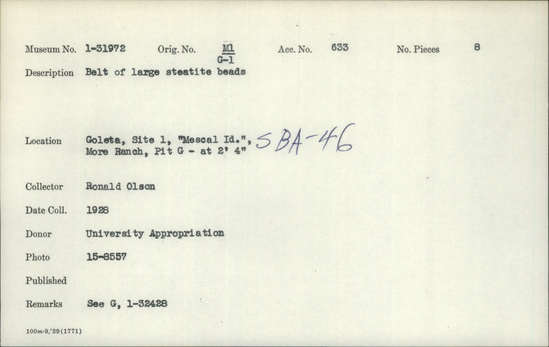 Museum No. 1-31972 Orig. No. M1/G-1 Acc. No. 633 No. Pieces 8
Description Belt of large steatite beads
Location Goleta, Site 1, "Mescal Id.", SBA-46
More Ranch, Pit G - at 2' 4"
Collector Ronald Olson
Date Coll. 1928
Donor University Appropriation
Photo 15-8557
Published
Remarks See G, 1-32428
100m-9,'29(1771)